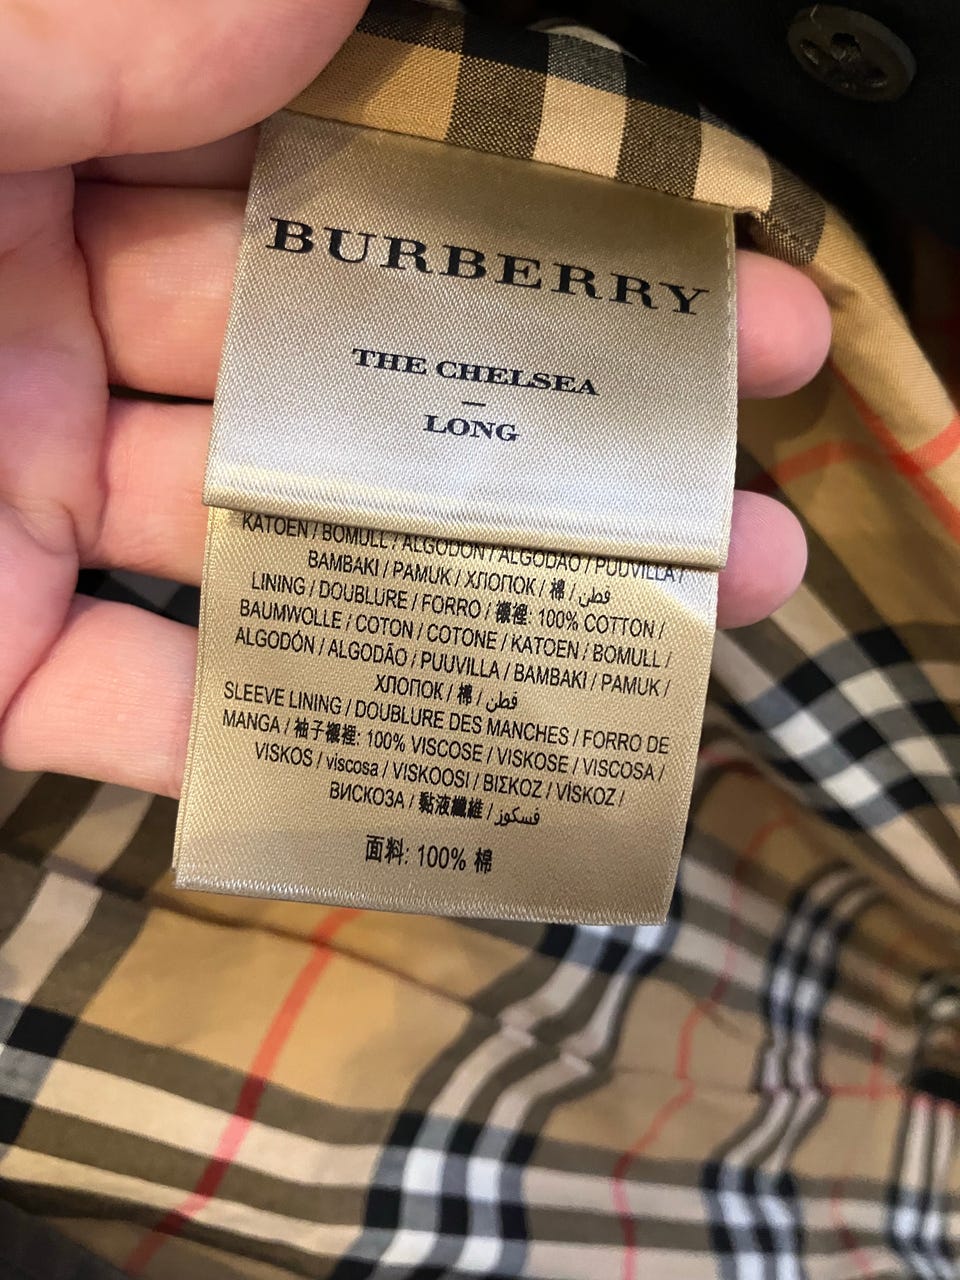 BURBERRY
THE CHELSEA
—
LONG
KATOEN / BOMULL / ALGODÓN / ALGODÃO / PUUVILLA /
BAMBAKI / PAMUK / ХЛОПОК / 棉 / قطن
LINING / DOUBLURE / FORRO / 襯裡: 100% COTTON /
BAUMWOLLE / COTON / COTONE / KATOEN / BOMULL /
ALGODÓN / ALGODÃO / PUUVILLA / BAMBAKI / PAMUK /
ХЛОПОК / 棉 / قطن
SLEEVE LINING / DOUBLURE DES MANCHES / FORRO DE
MANGA / 袖子襯裡: 100% VISCOSE / VISKOSE / VISCOSA /
VISKOS / viscosa / VISKOOSI / ΒΙΣΚΟΖ / VİSKOZ /
ВИСКОЗА / 黏液纖維 / فسكوز
面料: 100% 棉